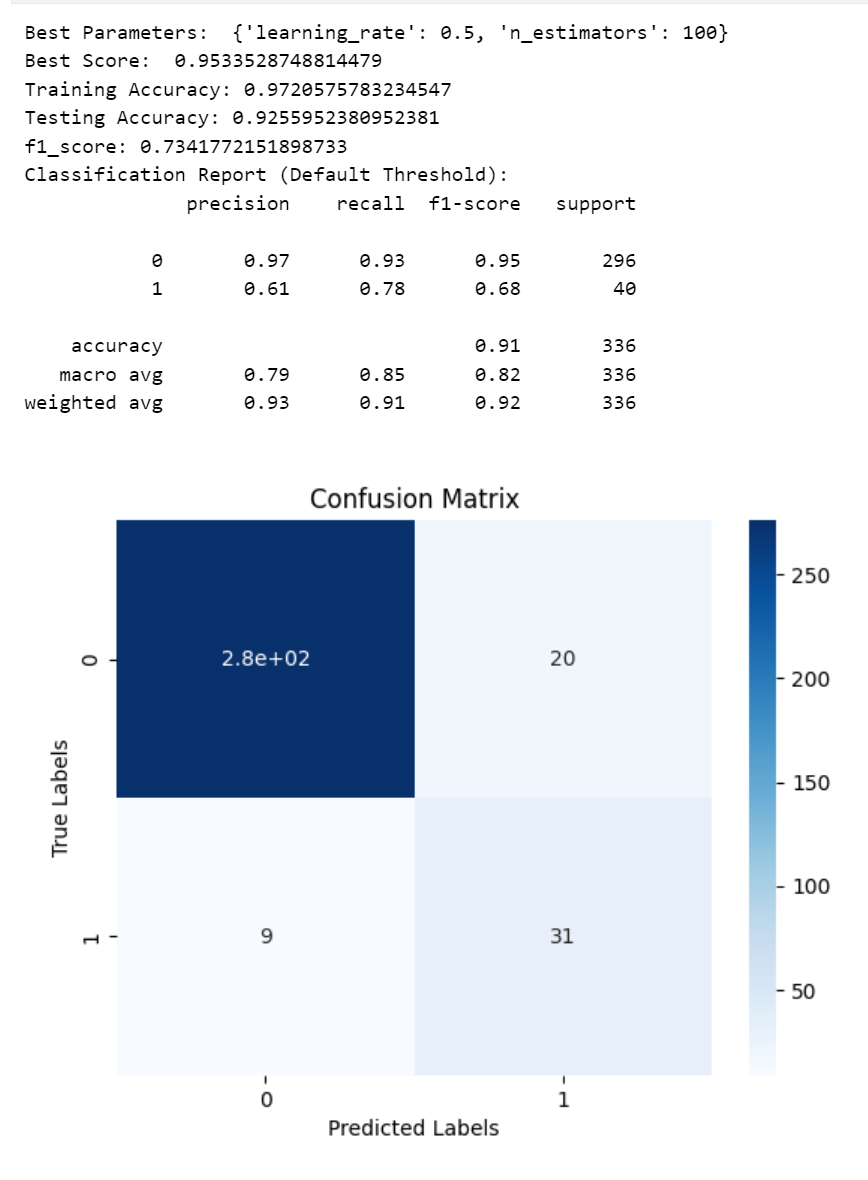 Best Parameters:  {'learning_rate': 0.5, 'n_estimators': 100}
Best Score:  0.9533528748814479
Training Accuracy: 0.9720575783234547
Testing Accuracy: 0.9255952380952381
f1_score: 0.7341772151898733
Classification Report (Default Threshold):
precision    recall  f1-score   support
0       0.97      0.93      0.95       296
1       0.61      0.78      0.68        40
accuracy                           0.91       336
macro avg       0.79      0.85      0.82       336
weighted avg       0.93      0.91      0.92       336
Confusion Matrix
250
200
150
100
50
True Labels
0
1
2.8e+02 20
9 31
0 1
Predicted Labels